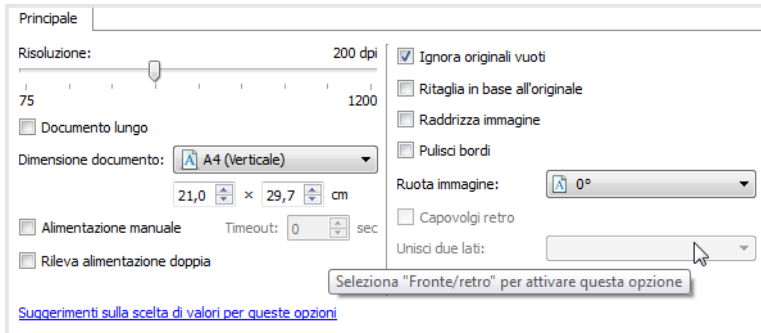 Principale
Risoluzione: 200 dpi
75 1200
Documento lungo
Dimensione documento: A4 (Verticale)
21,0 × 29,7 cm
Alimentazione manuale Timeout: 0 sec
Rileva alimentazione doppia
Suggerimenti sulla scelta di valori per queste opzioni
Ignora originali vuoti
Ritaglia in base all'originale
Raddrizza immagine
Pulisci bordi
Ruota immagine: 0°
Capovolgi retro
Unisci due lati:
Seleziona "Fronte/retro" per attivare questa opzione